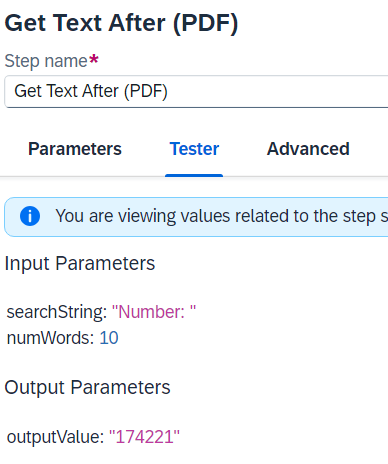 Get Text After (PDF)
Step name*
Get Text After (PDF)
Parameters Tester Advanced
You are viewing values related to the step s
Input Parameters
searchString: "Number: "
numWords: 10
Output Parameters
outputValue: "174221"